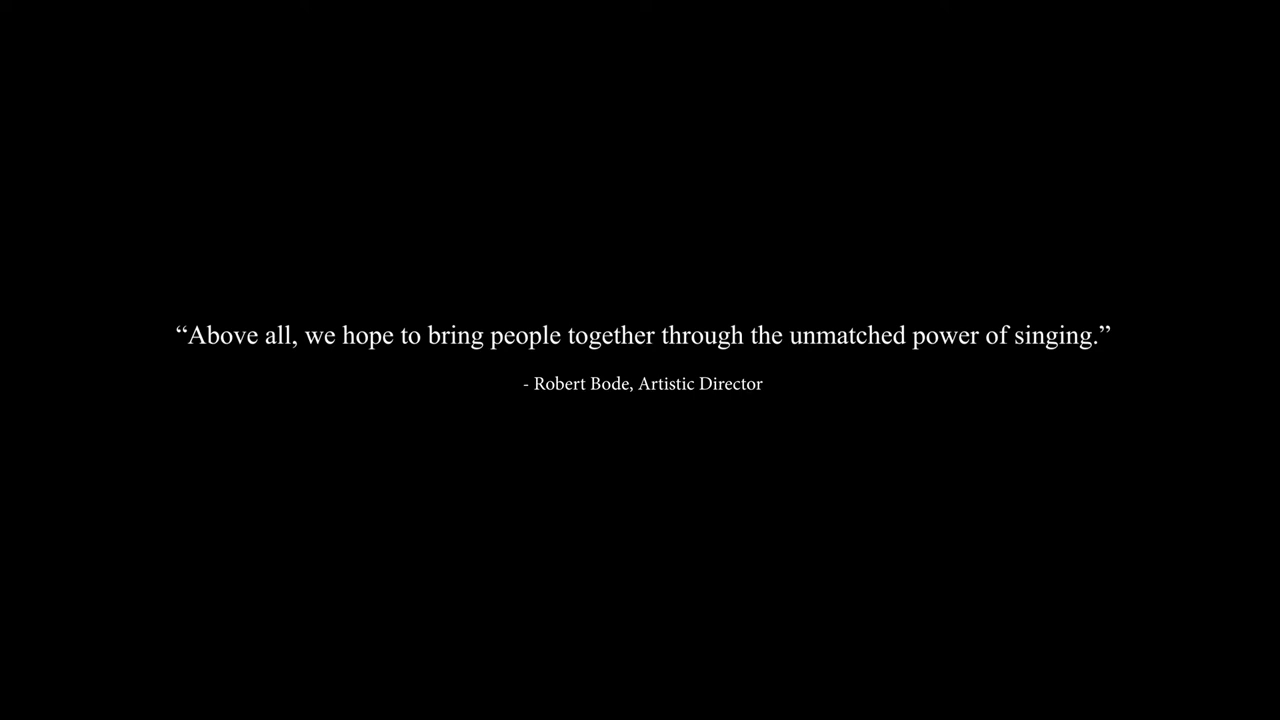 “Above all, we hope to bring people together through the unmatched power of singing.”
- Robert Bode, Artistic Director